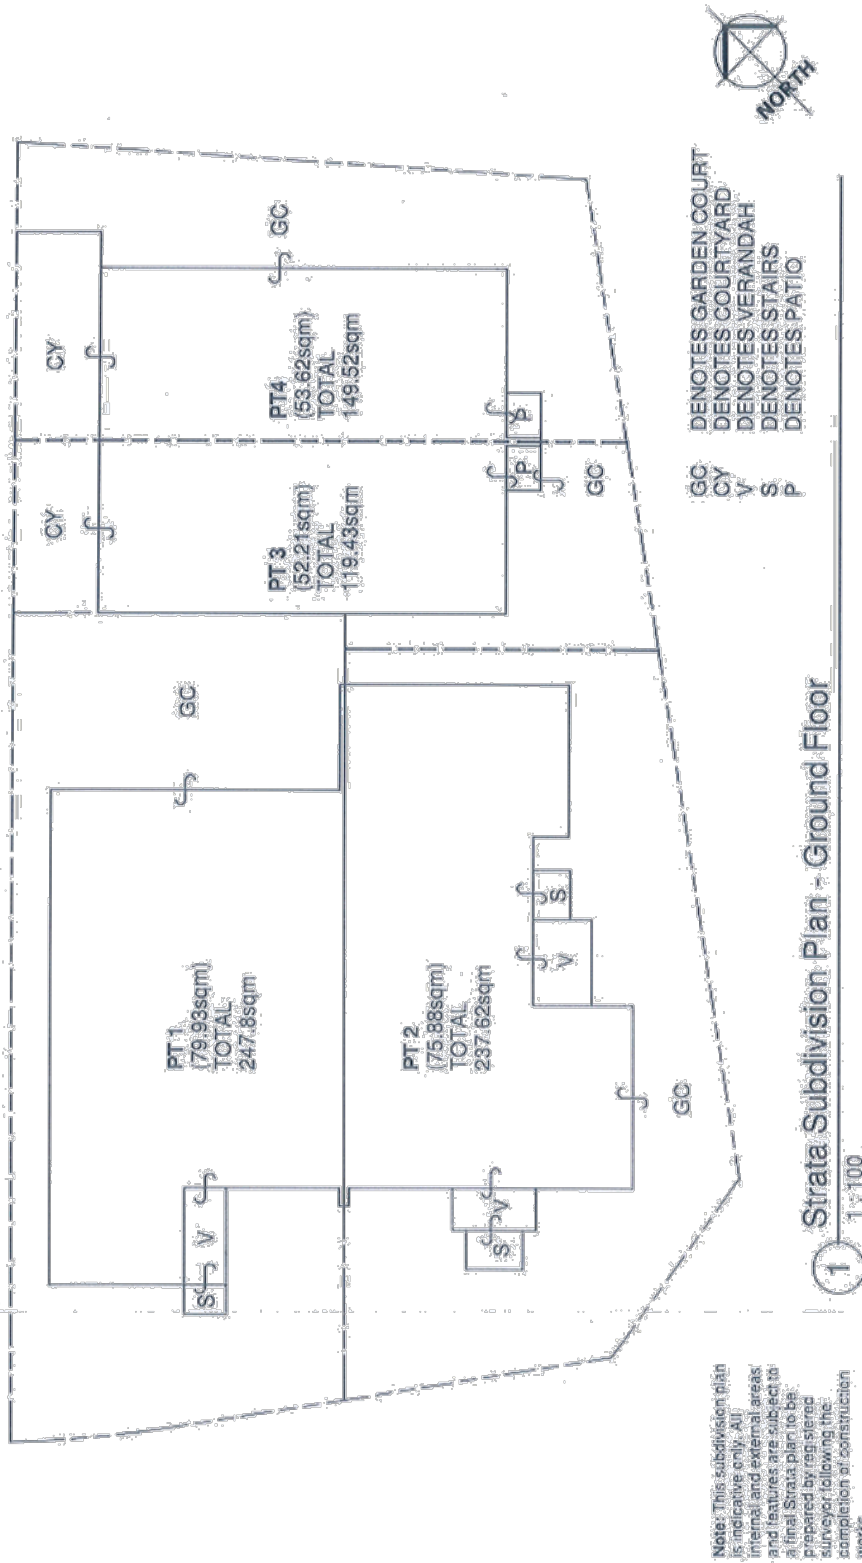 NORTH
CY
CY
GC
GC
PT 1
(79.93sqm)
TOTAL
247.8sqm
PT 3
(52.21sqm)
TOTAL
119.43sqm
PT4
(53.62sqm)
TOTAL
149.52sqm
S
V
PT 2
(75.88sqm)
TOTAL
237.62sqm
S
V
V
S
P
P
GC
GC
GC DENOTES GARDEN COURT
CY DENOTES COURTYARD
V DENOTES VERANDAH
S DENOTES STAIRS
P DENOTES PATIO
1 Strata Subdivision Plan - Ground Floor
1 : 100
Note: This subdivision plan
is indicative only. All
internal and external areas
and features are subject to
a final Strata plan to be
prepared by registered
surveyor following the
completion of construction